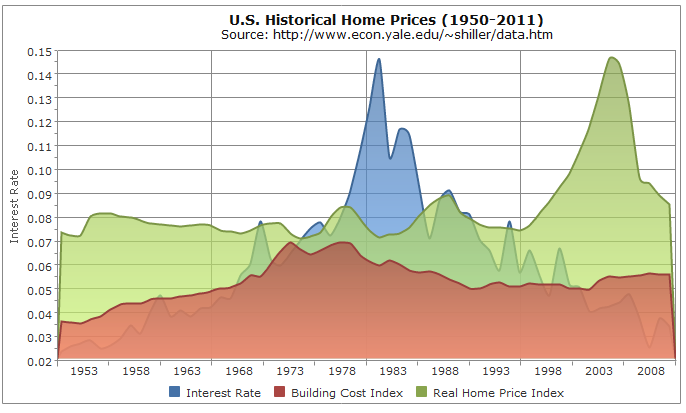 U.S. Historical Home Prices (1950-2011)
Source: http://www.econ.yale.edu/~shiller/data.htm
0.15
0.14
0.13
0.12
0.11
0.10
0.09
0.08
0.07
0.06
0.05
0.04
0.03
0.02
Interest Rate
1953 1958 1963 1968 1973 1978 1983 1988 1993 1998 2003 2008
Interest Rate Building Cost Index Real Home Price Index